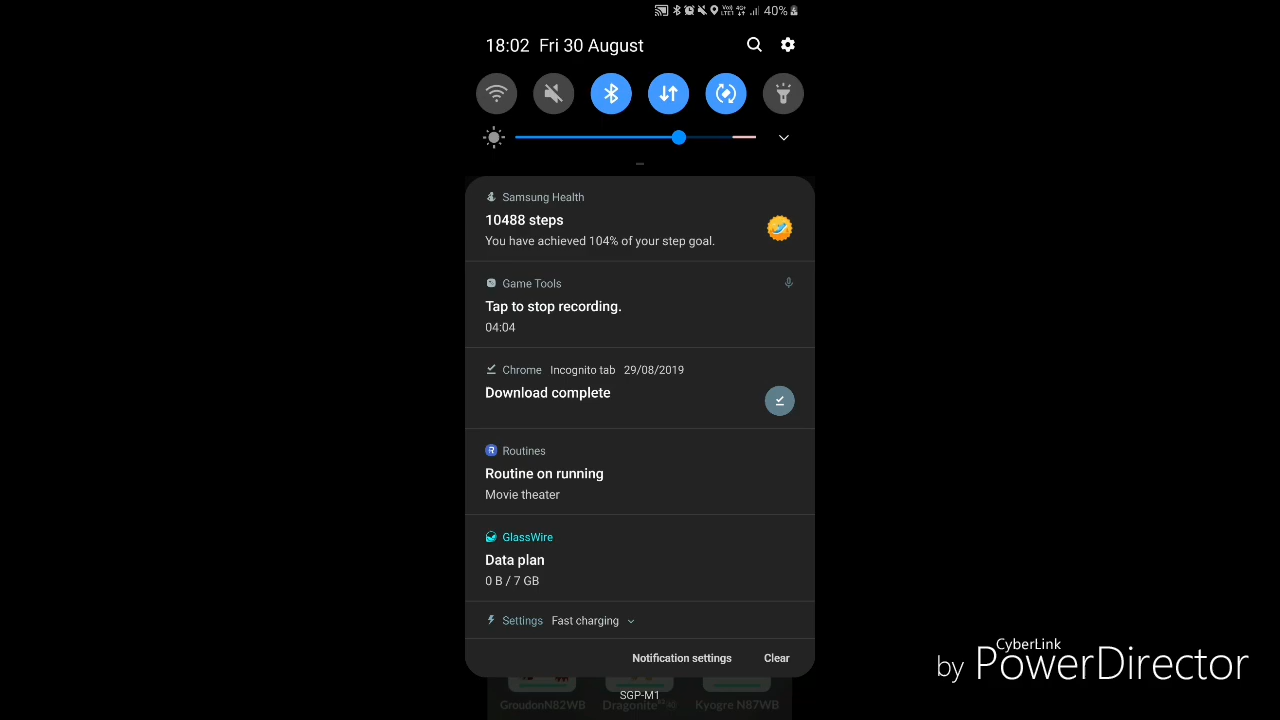 40%
18:02 Fri 30 August
Samsung Health
10488 steps
You have achieved 104% of your step goal.
Game Tools
Tap to stop recording.
04:04
Chrome Incognito tab 29/08/2019
Download complete
R Routines
Routine on running
Movie theater
GlassWire
Data plan
0 B / 7 GB
Settings Fast charging
Notification settings Clear
SGP-M1
GroudonN82WB Dragonite Kyogre N87WB
CyberLink
by PowerDirector